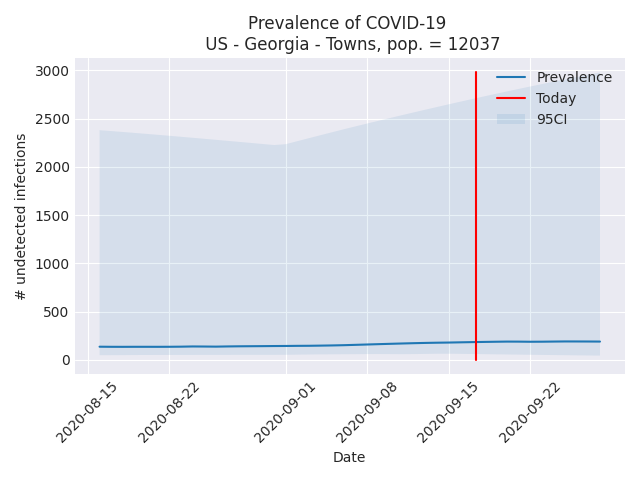 Prevalence of COVID-19
US - Georgia - Towns, pop. = 12037
3000
2500
2000
1500
1000
500
0
# undetected infections
Prevalence
Today
95CI
2020-08-15
2020-08-22
2020-09-01
2020-09-08
2020-09-15
2020-09-22
Date